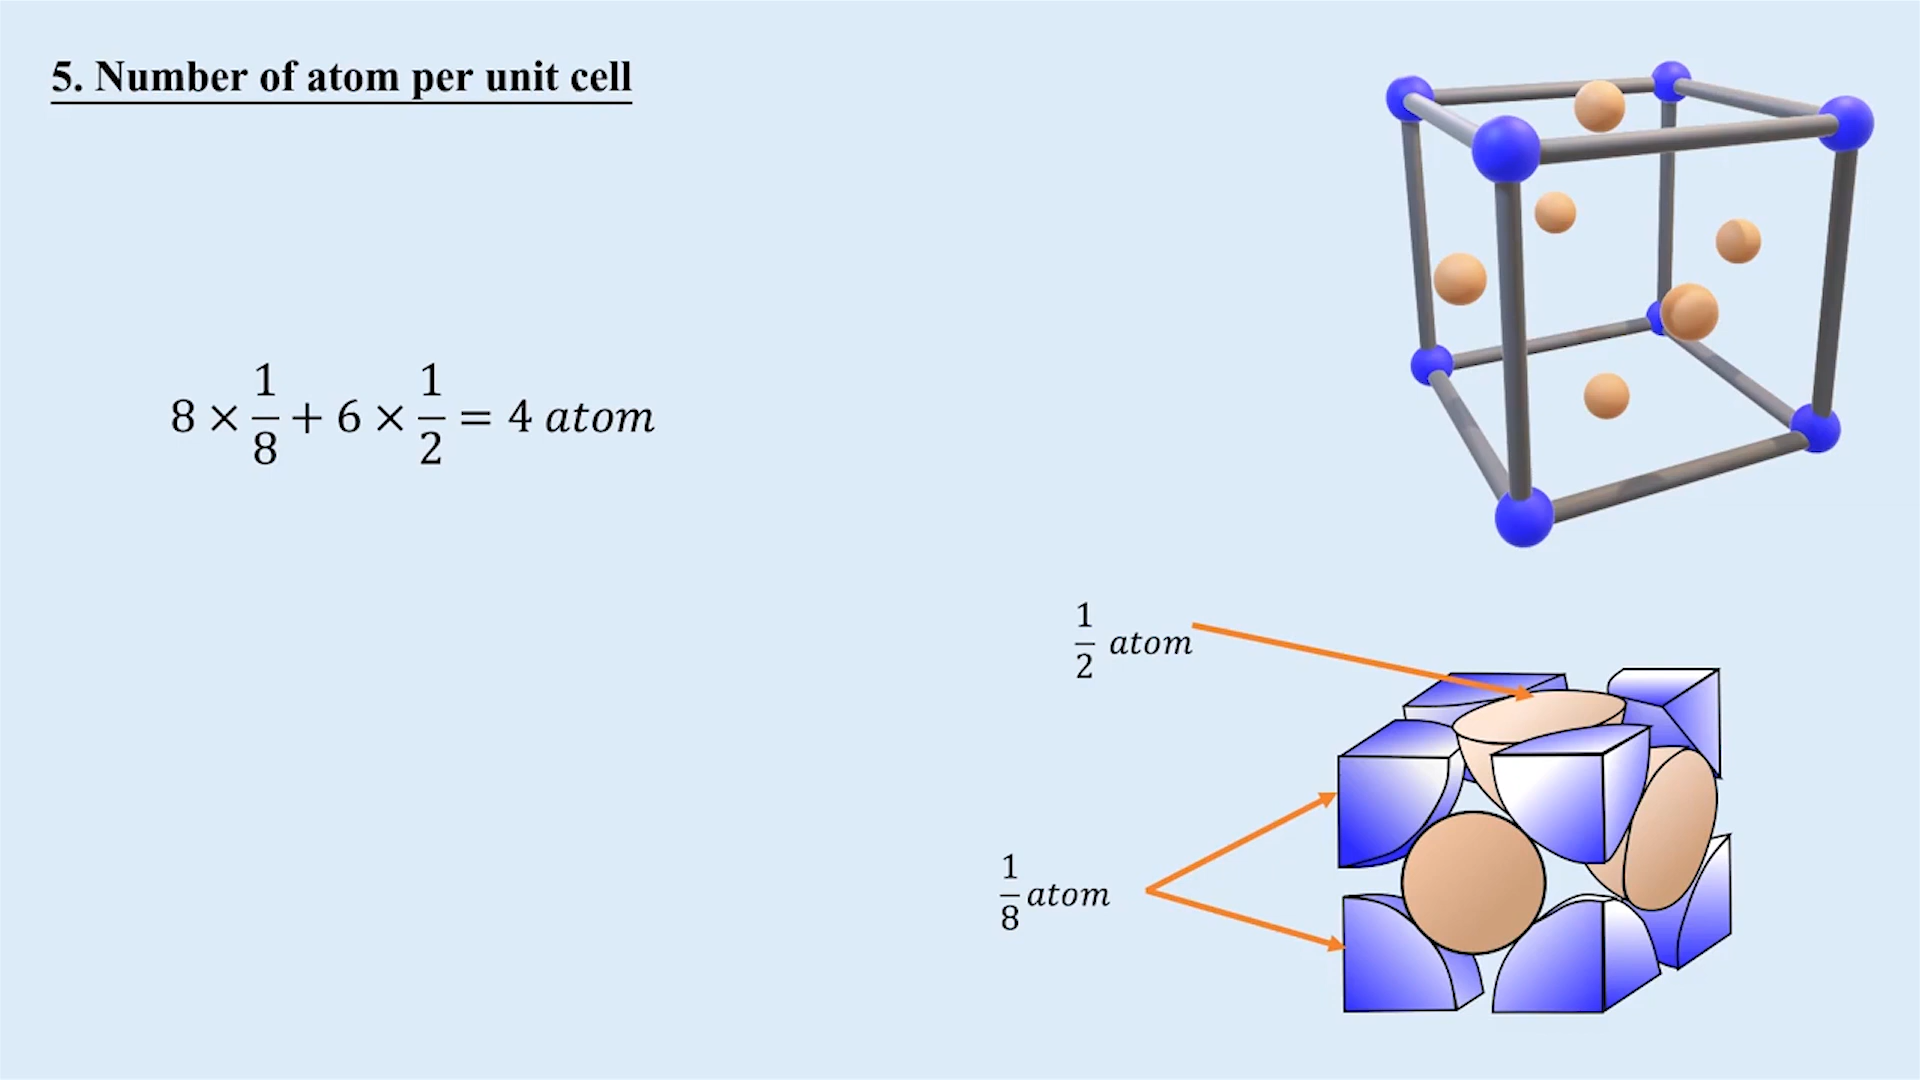 5. Number of atom per unit cell
8 × 1/8 + 6 × 1/2 = 4 atom
1/2 atom
1/8 atom